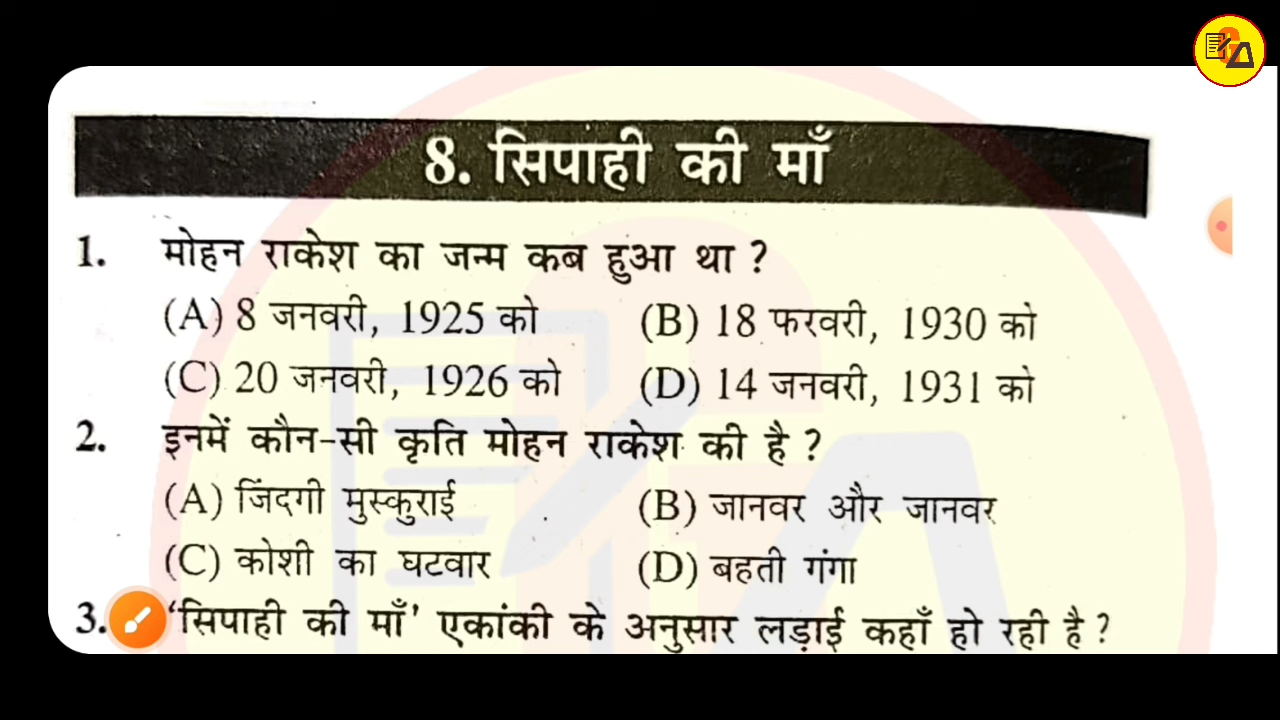 8. सिपाही की माँ
1. मोहन राकेश का जन्म कब हुआ था ?
(A) 8 जनवरी, 1925 को (B) 18 फरवरी, 1930 को
(C) 20 जनवरी, 1926 को (D) 14 जनवरी, 1931 को
2. इनमें कौन-सी कृति मोहन राकेश की है ?
(A) जिंदगी मुस्कुराई (B) जानवर और जानवर
(C) कोशी का घटवार (D) बहती गंगा
3. ‘सिपाही की माँ’ एकांकी के अनुसार लड़ाई कहाँ हो रही है ?